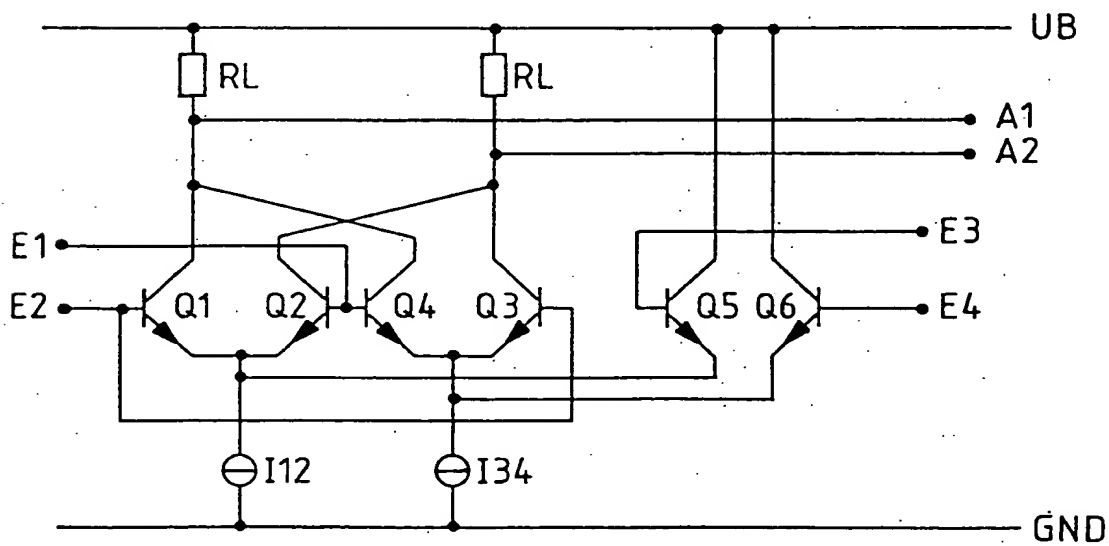 UB
RL RL
A1
A2
E1 E3
E2 Q1 Q2 Q4 Q3 Q5 Q6 E4
I12 I34
GND